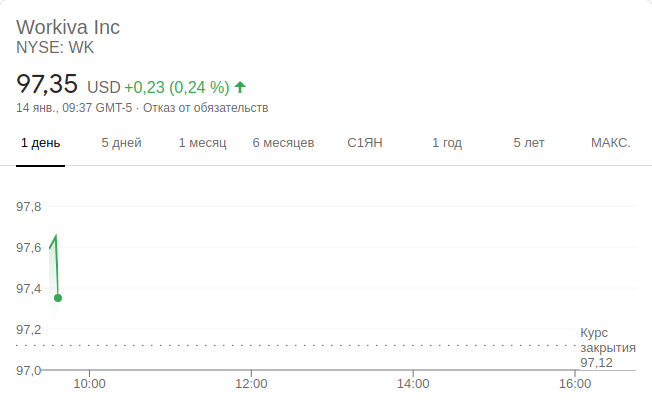 Workiva Inc
NYSE: WK
97,35 USD +0,23 (0,24 %)
14 янв., 09:37 GMT-5 · Отказ от обязательств
1 день 5 дней 1 месяц 6 месяцев С1ЯН 1 год 5 лет МАКС.
97,8
97,6
97,4
97,2
Курс
закрытия
97,12
97,0
10:00 12:00 14:00 16:00